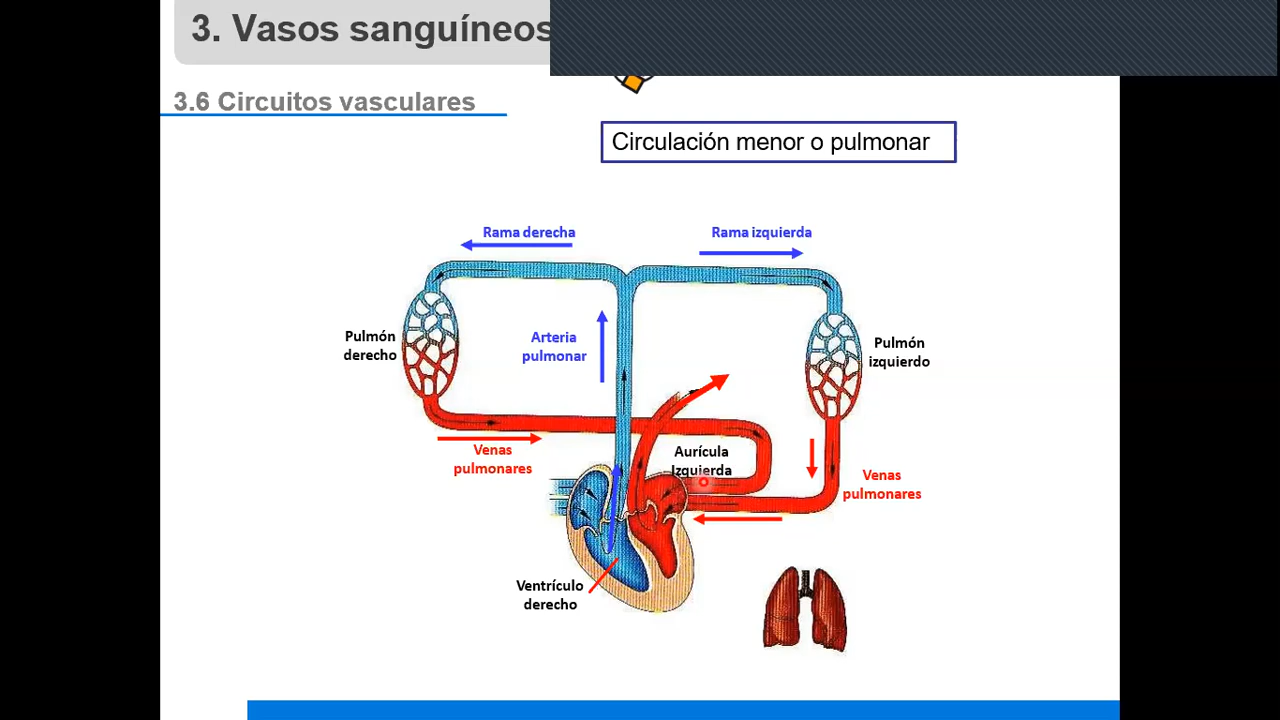 3. Vasos sanguíneos
3.6 Circuitos vasculares
Circulación menor o pulmonar
Rama derecha
Rama izquierda
Pulmón
derecho
Arteria
pulmonar
Pulmón
izquierdo
Venas
pulmonares
Aurícula
Izquierda
Venas
pulmonares
Ventrículo
derecho